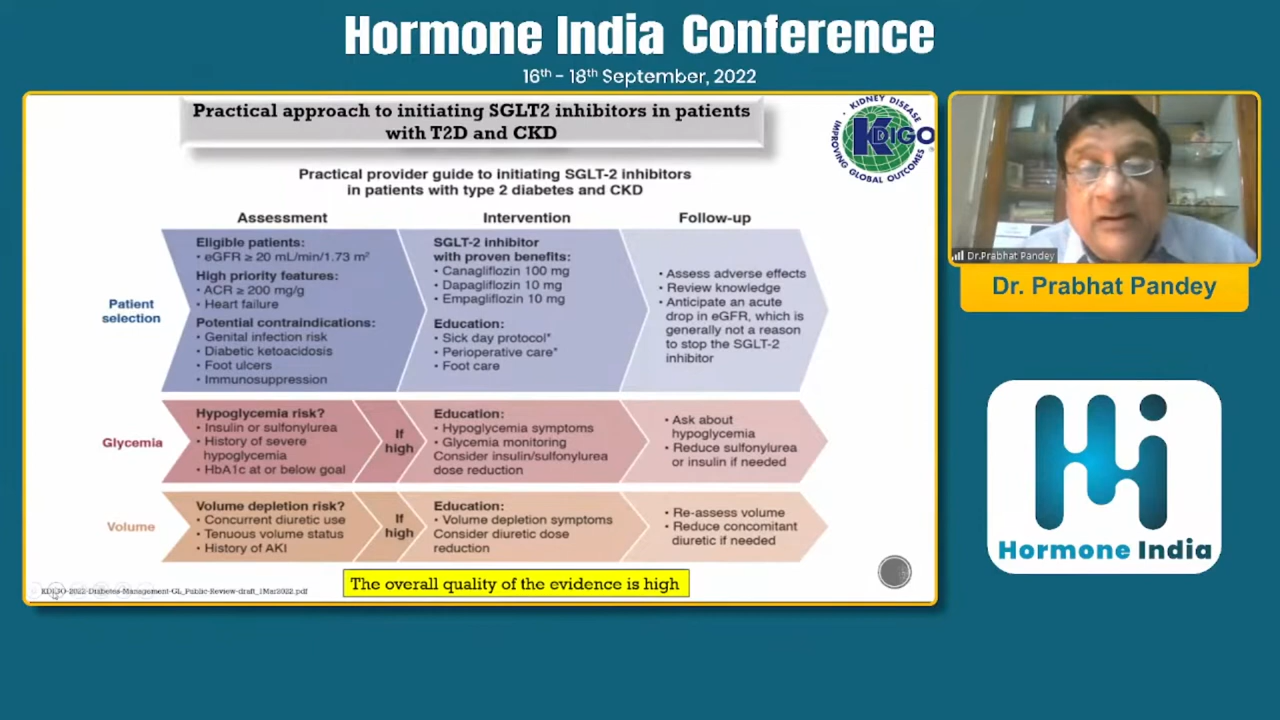 Hormone India Conference
16th - 18th September, 2022
Practical approach to initiating SGLT2 inhibitors in patients
with T2D and CKD
KIDNEY DISEASE
KDIGO
IMPROVING GLOBAL OUTCOMES
Practical provider guide to initiating SGLT-2 inhibitors
in patients with type 2 diabetes and CKD
Assessment
Intervention
Follow-up
Patient
selection
Eligible patients:
• eGFR ≥ 20 mL/min/1.73 m²
High priority features:
• ACR ≥ 200 mg/g
• Heart failure
Potential contraindications:
• Genital infection risk
• Diabetic ketoacidosis
• Foot ulcers
• Immunosuppression
SGLT-2 inhibitor
with proven benefits:
• Canagliflozin 100 mg
• Dapagliflozin 10 mg
• Empagliflozin 10 mg
Education:
• Sick day protocol*
• Perioperative care*
• Foot care
• Assess adverse effects
• Review knowledge
• Anticipate an acute
drop in eGFR, which is
generally not a reason
to stop the SGLT-2
inhibitor
Glycemia
Hypoglycemia risk?
• Insulin or sulfonylurea
• History of severe
hypoglycemia
• HbA1c at or below goal
If
high
Education:
• Hypoglycemia symptoms
• Glycemia monitoring
Consider insulin/sulfonylurea
dose reduction
• Ask about
hypoglycemia
• Reduce sulfonylurea
or insulin if needed
Volume
Volume depletion risk?
• Concurrent diuretic use
• Tenuous volume status
• History of AKI
If
high
Education:
• Volume depletion symptoms
Consider diuretic dose
reduction
• Re-assess volume
• Reduce concomitant
diuretic if needed
KDIGO-2022-Diabetes-Management-GL_Public-Review-draft_1Mar2022.pdf
The overall quality of the evidence is high
Dr.Prabhat Pandey
Dr. Prabhat Pandey
Hormone India